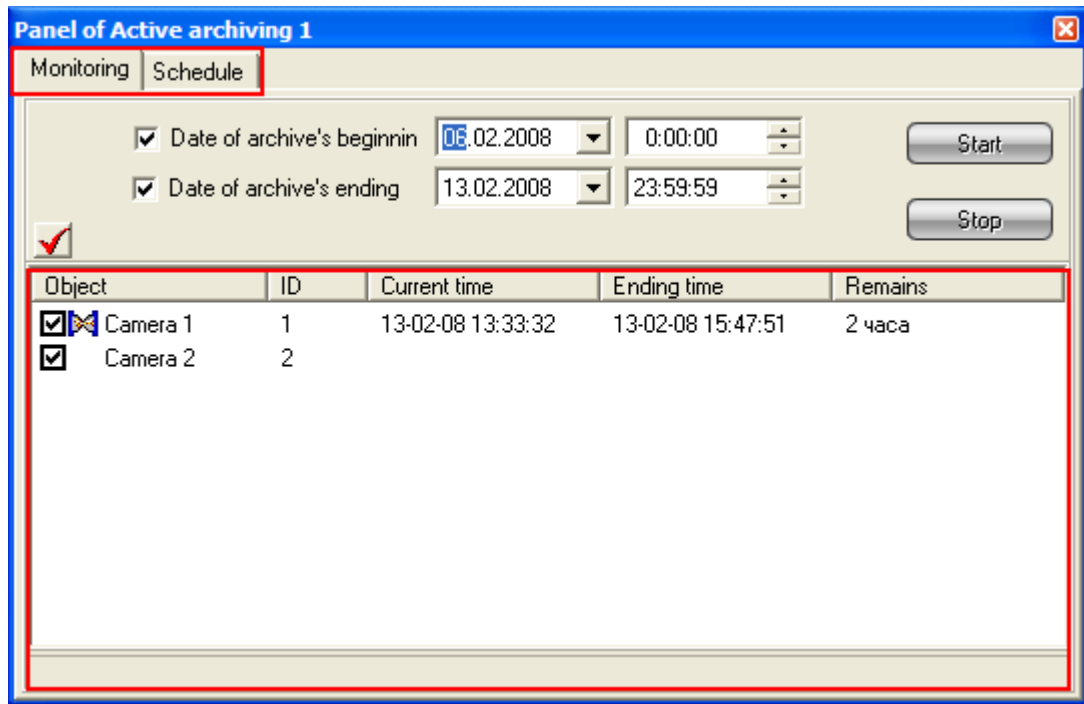 Panel of Active archiving 1
Monitoring Schedule
Date of archive's beginnin 06.02.2008 0:00:00 Start
Date of archive's ending 13.02.2008 23:59:59
Stop
Object ID Current time Ending time Remains
Camera 1 1 13-02-08 13:33:32 13-02-08 15:47:51 2 часа
Camera 2 2